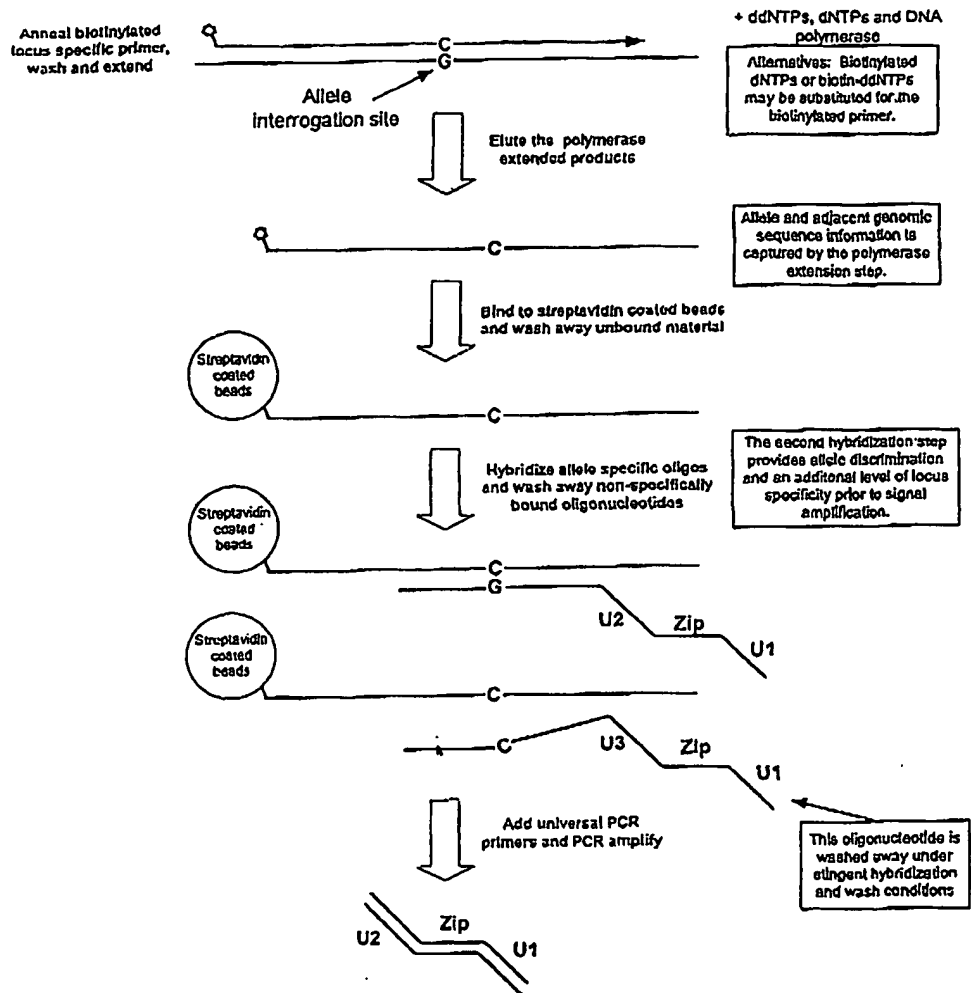 Anneal biotinylated
locus specific primer,
wash and extend
C
G
Allele
interrogation site
+ ddNTPs, dNTPs and DNA
polymerase
Alternatives: Biotinylated
dNTPs or biotin-ddNTPs
may be substituted for the
biotinylated primer.
Elute the polymerase
extended products
C
Allele and adjacent genomic
sequence information is
captured by the polymerase
extension step.
Bind to streptavidin coated beads
and wash away unbound material
Streptavidin
coated
beads
C
Hybridize allele specific oligos
and wash away non-specifically
bound oligonucleotides
The second hybridization step
provides allele discrimination
and an additonal level of locus
specificity prior to signal
amplification.
Streptavidin
coated
beads
C
G
U2
Zip
U1
Streptavidin
coated
beads
C
C
U3
Zip
U1
Add universal PCR
primers and PCR amplify
This oligonucleotide is
washed away under
stingent hybridization
and wash conditions
U2
Zip
U1